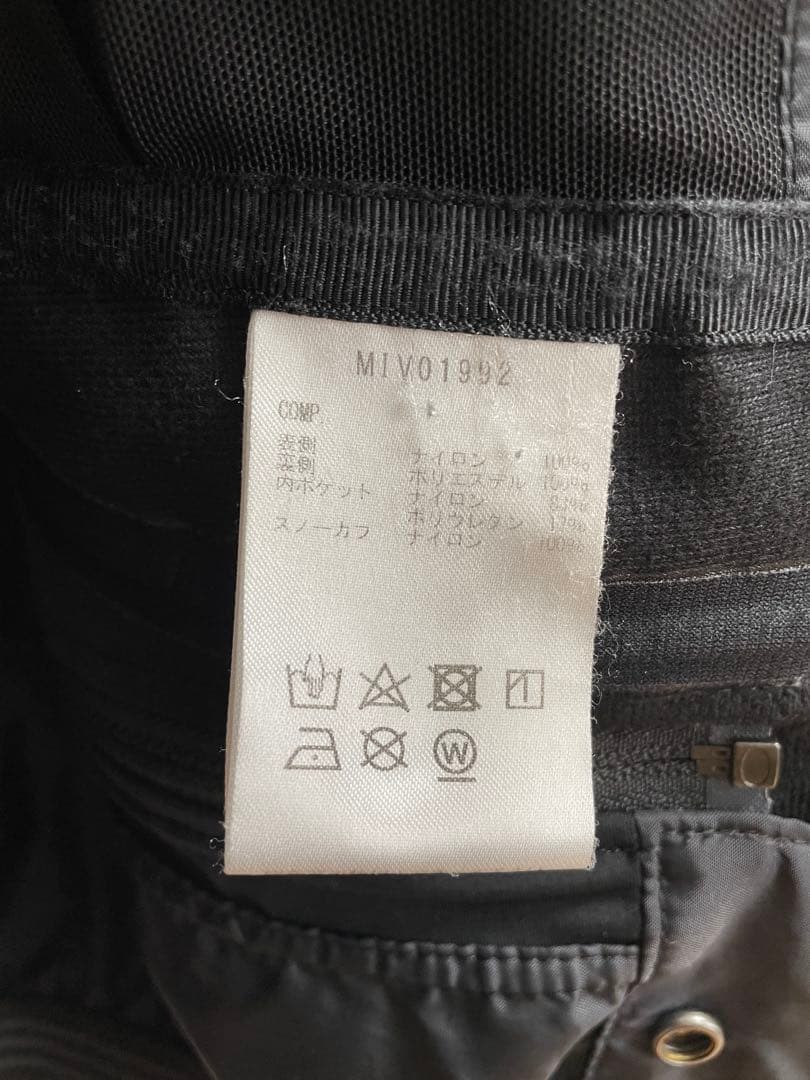 MIV01992
COMP.
表側 ナイロン 100%
裏側 ポリエステル 100%
内ポケット ナイロン 83%
ポリウレタン 17%
スノーカフ ナイロン 100%
W